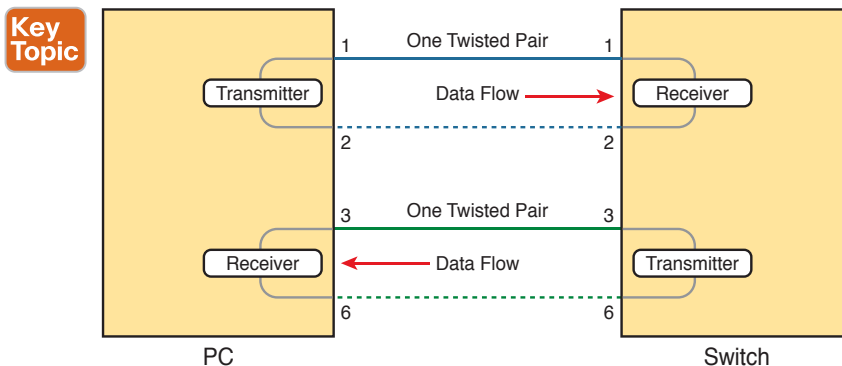 Key
Topic
1 One Twisted Pair 1
Transmitter Data Flow Receiver
2 2
3 One Twisted Pair 3
Receiver Data Flow Transmitter
6 6
PC Switch